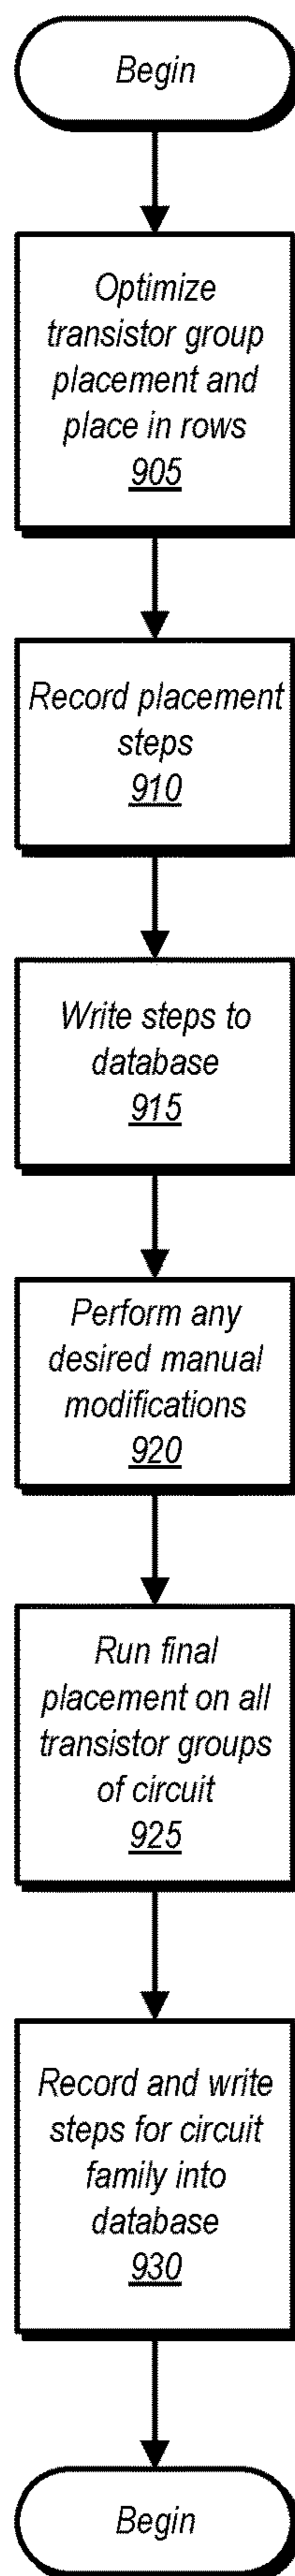 Begin
Optimize
transistor group
placement and
place in rows
905
Record placement
steps
910
Write steps to
database
915
Perform any
desired manual
modifications
920
Run final
placement on all
transistor groups
of circuit
925
Record and write
steps for circuit
family into
database
930
Begin